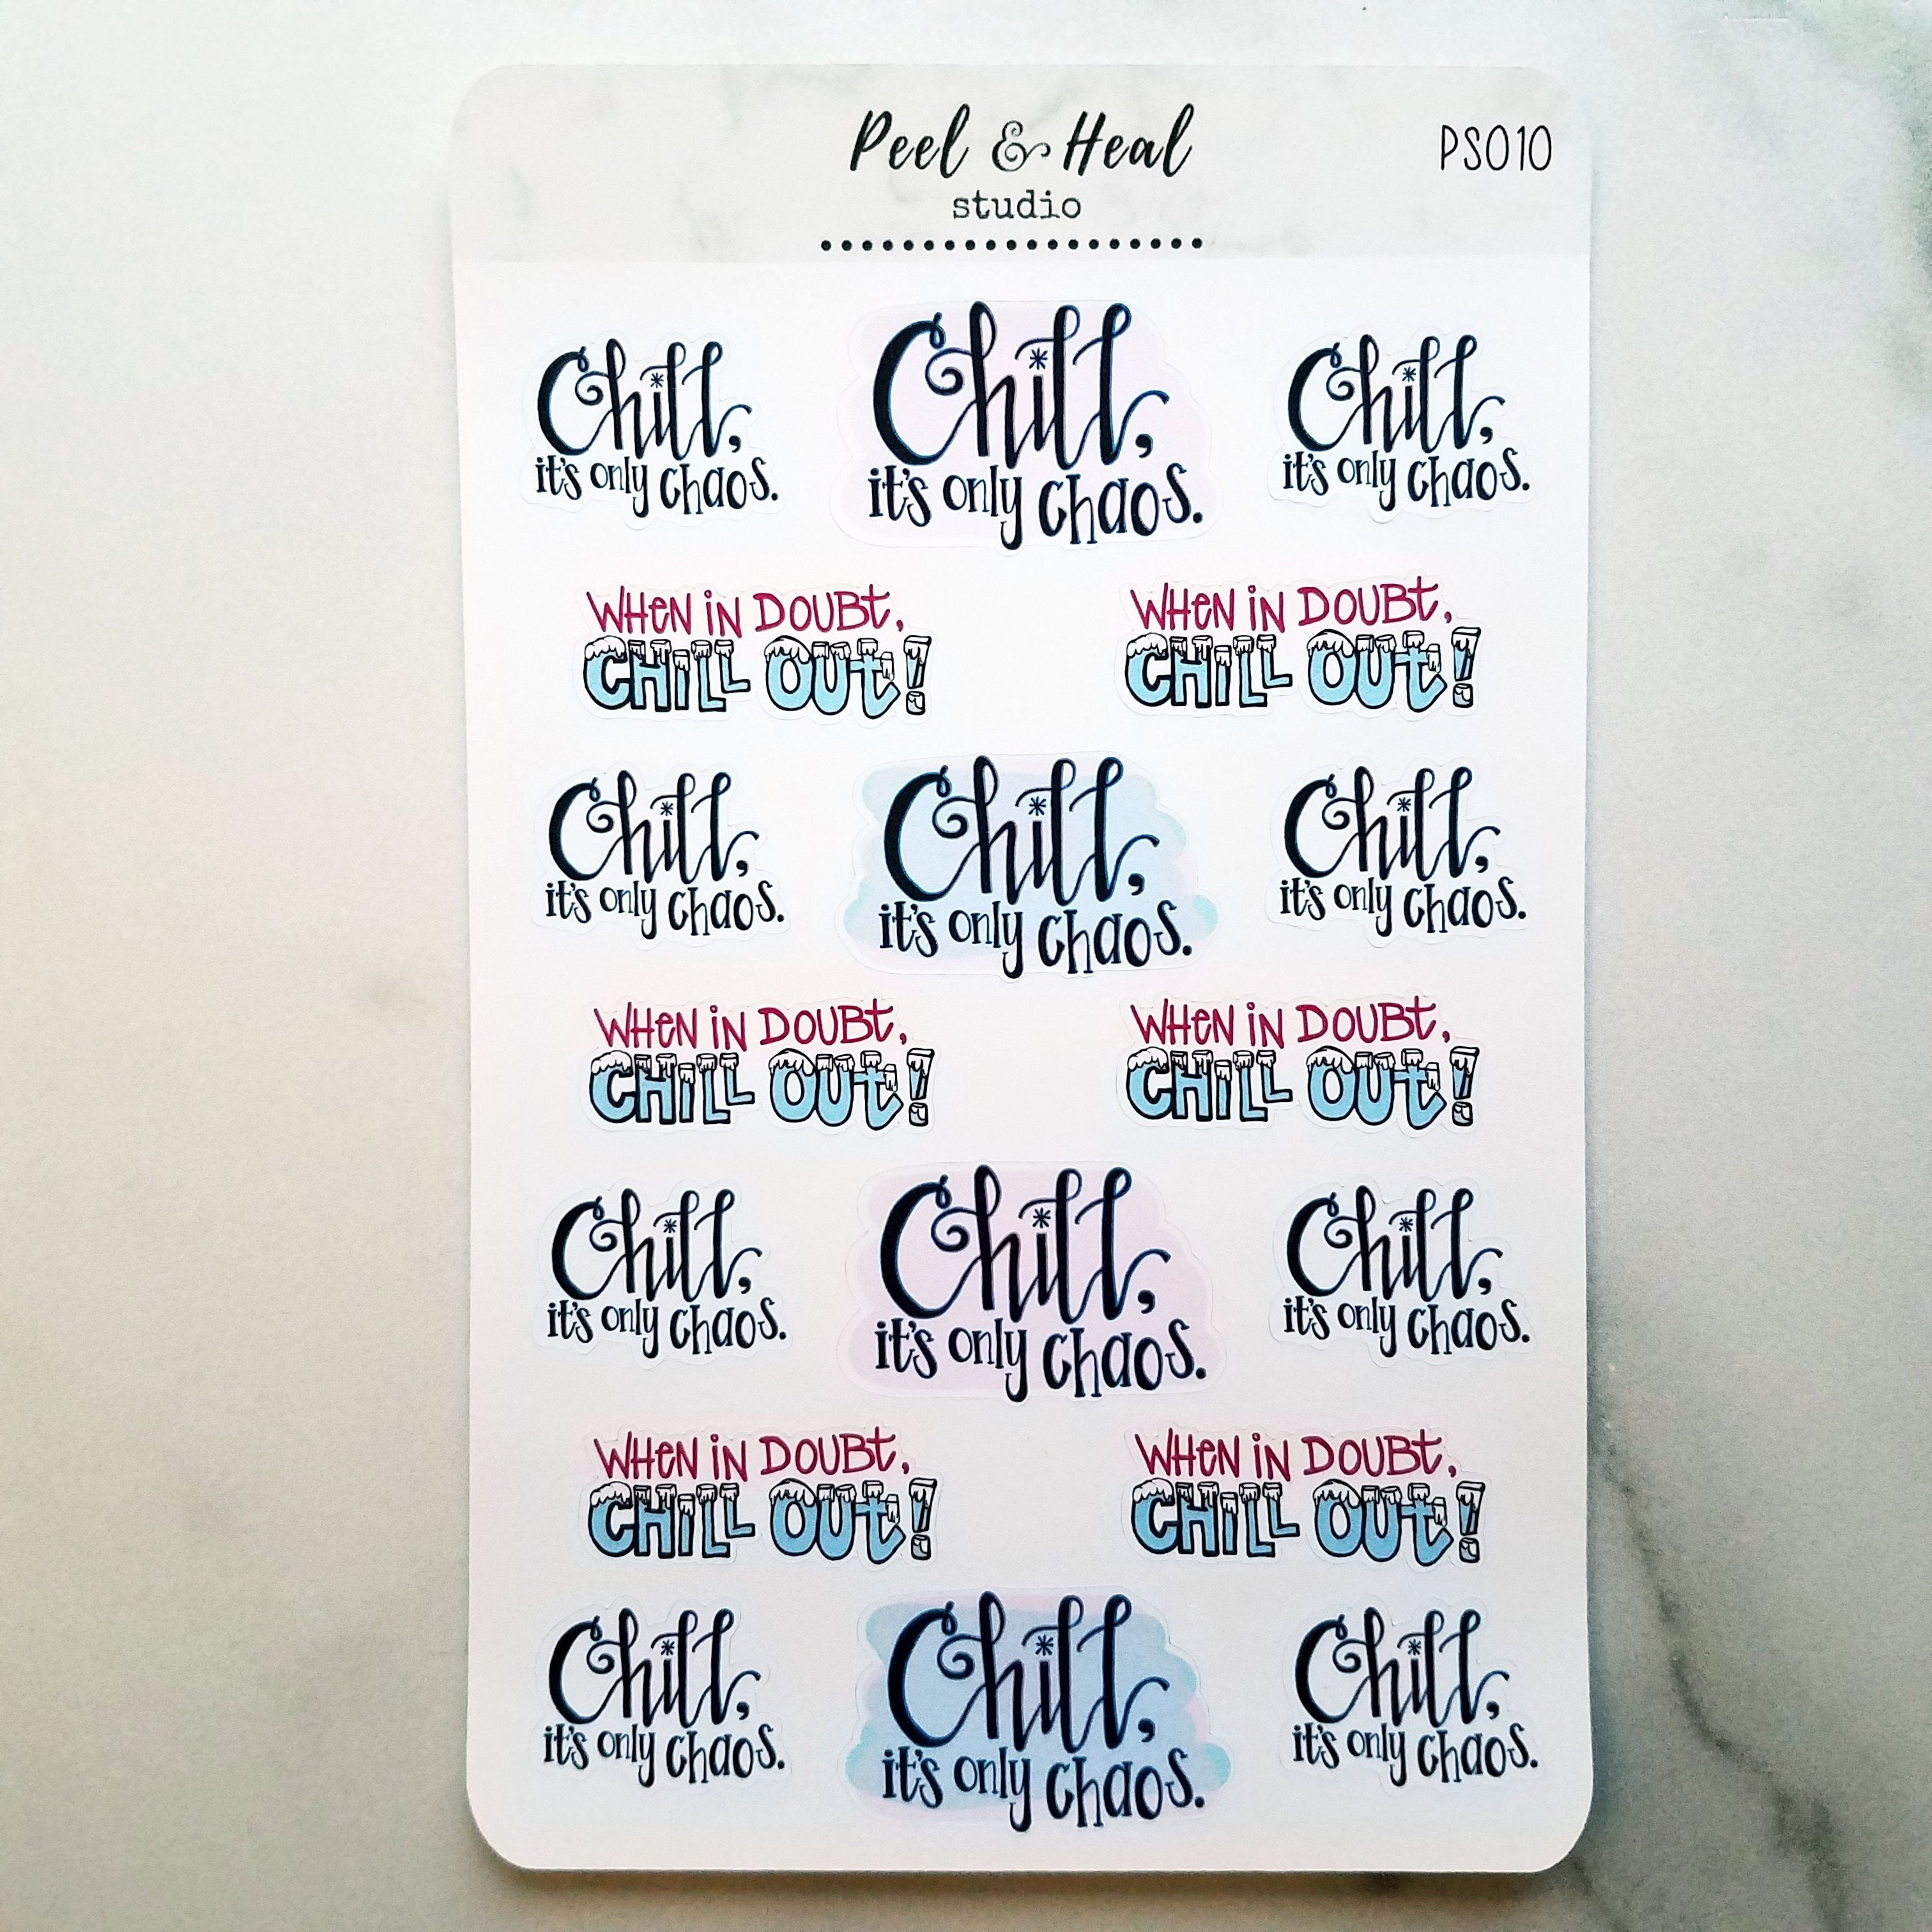 Peel & Heal
PS010
studio
Chill,
it's only chaos.
Chill,
it's only chaos.
Chill,
it's only chaos.
WHeN iN DOUBt,
CHiLL OUt!
WHeN iN DOUBt,
CHiLL OUt!
Chill,
it's only chaos.
Chill,
it's only chaos.
Chill,
it's only chaos.
WHeN iN DOUBt,
CHiLL OUt!
WHeN iN DOUBt,
CHiLL OUt!
Chill,
it's only chaos.
Chill,
it's only chaos.
Chill,
it's only chaos.
WHeN iN DOUBt,
CHiLL OUt!
WHeN iN DOUBt,
CHiLL OUt!
Chill,
it's only chaos.
Chill,
it's only chaos.
Chill,
it's only chaos.